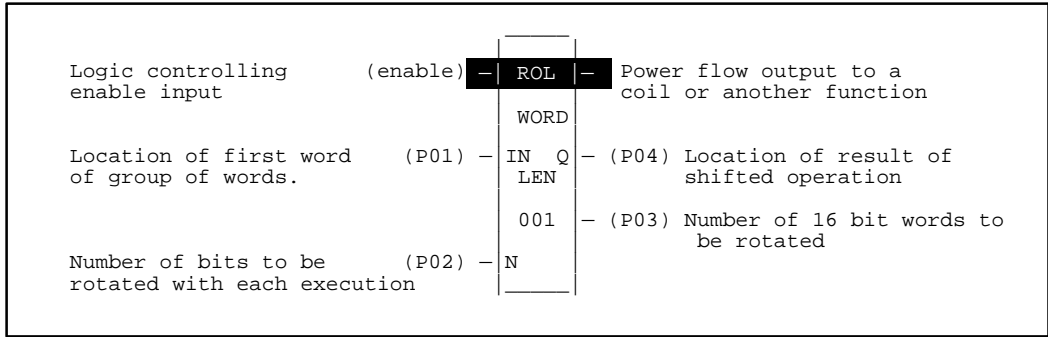 Logic controlling (enable) ROL Power flow output to a
enable input coil or another function
WORD
Location of first word (P01) IN Q (P04) Location of result of
of group of words. LEN shifted operation
001 (P03) Number of 16 bit words to
be rotated
Number of bits to be (P02) N
rotated with each execution